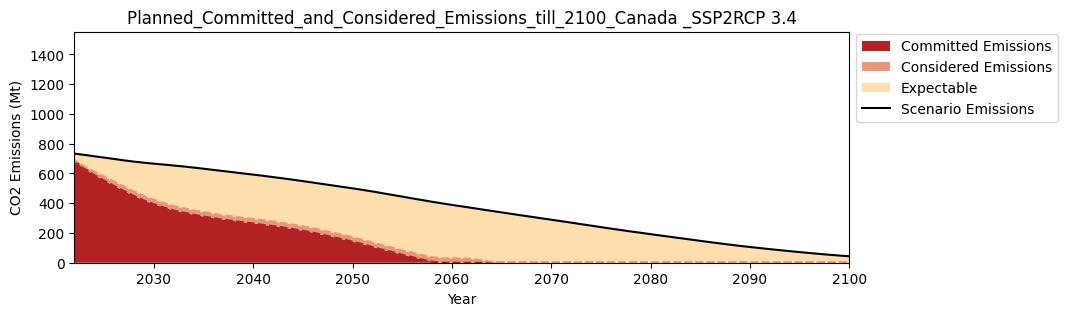 Planned_Committed_and_Considered_Emissions_till_2100_Canada _SSP2RCP 3.4
1400
1200
1000
800
600
400
200
0
CO2 Emissions (Mt)
2030 2040 2050 2060 2070 2080 2090 2100
Year
Committed Emissions
Considered Emissions
Expectable
Scenario Emissions